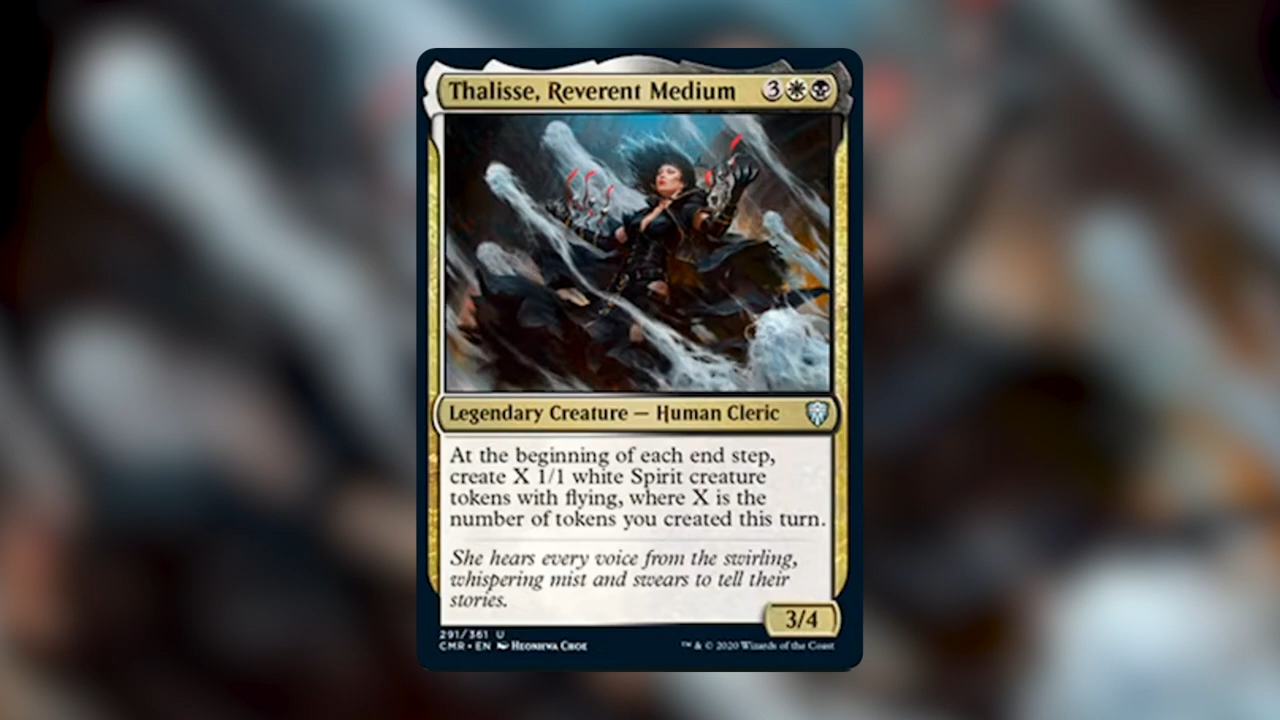 Thalisse, Reverent Medium 3
Legendary Creature — Human Cleric
At the beginning of each end step,
create X 1/1 white Spirit creature
tokens with flying, where X is the
number of tokens you created this turn.
She hears every voice from the swirling,
whispering mist and swears to tell their
stories.
3/4
291/361 U
CMR • EN Heonhwa Choe
™ & © 2020 Wizards of the Coast